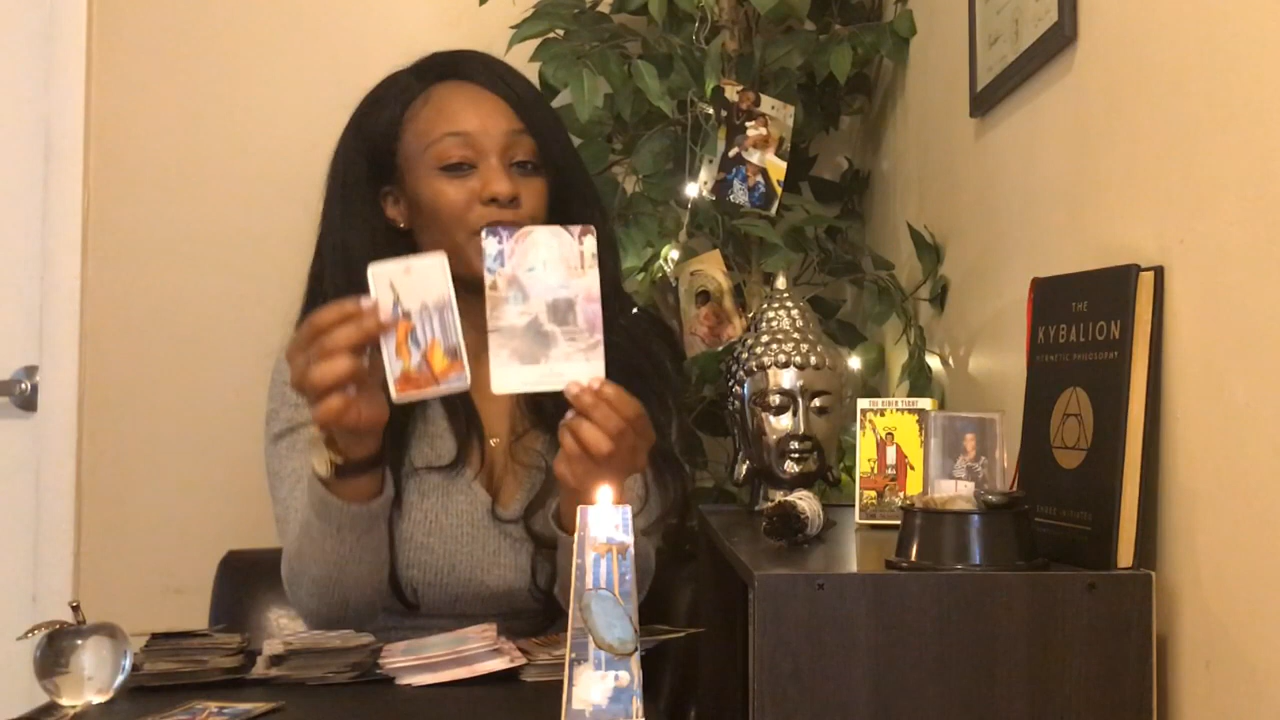 THE RIDER TAROT
THE
KYBALION
HERMETIC PHILOSOPHY
THREE INITIATES